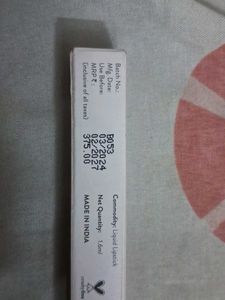 Batch No.: B053
Mfg. Date: 03/2024
Use Before: 02/2027
MRP ₹: 375.00
(inclusive of all taxes)
Commodity: Liquid Lipstick
Net Quantity: 1.6ml
MADE IN INDIA